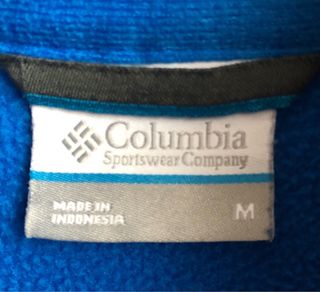 Columbia
Sportswear Company
MADE IN
INDONESIA
M